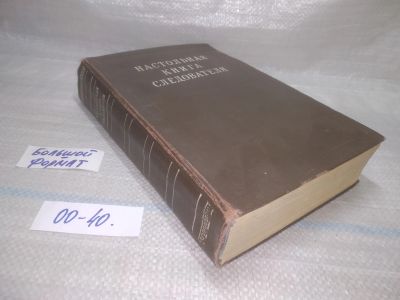 НАСТОЛЬНАЯ
КНИГА
СЛЕДОВАТЕЛЯ
БОЛЬШОЙ
ФОРМАТ
00-40.